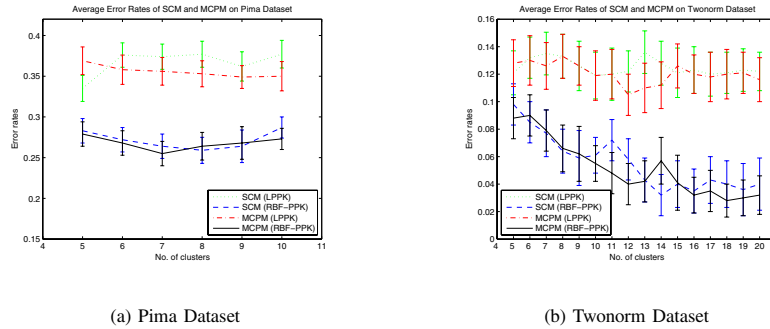 Average Error Rates of SCM and MCPM on Pima Dataset
0.4
0.35
0.3
0.25
0.2
0.15
4 5 6 7 8 9 10 11
Error rates
No. of clusters
SCM (LPPK)
SCM (RBF-PPK)
MCPM (LPPK)
MCPM (RBF-PPK)
(a) Pima Dataset
Average Error Rates of SCM and MCPM on Twonorm Dataset
0.16
0.14
0.12
0.1
0.08
0.06
0.04
0.02
0
4 5 6 7 8 9 10 11 12 13 14 15 16 17 18 19 20
Error rates
No. of clusters
SCM (LPPK)
SCM (RBF-PPK)
MCPM (LPPK)
MCPM (RBF-PPK)
(b) Twonorm Dataset